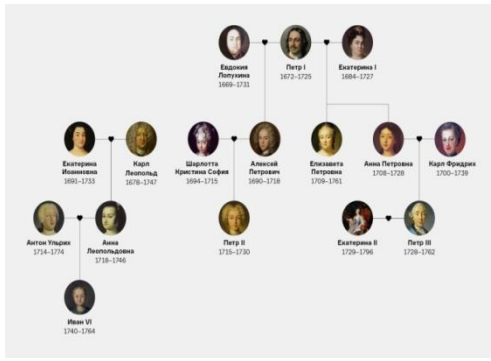 Евдокия
Лопухина
1669–1731
Петр I
1672–1725
Екатерина I
1684–1727
Екатерина
Иоанновна
1691–1733
Карл
Леопольд
1678–1747
Шарлотта
Кристина София
1694–1715
Алексей
Петрович
1690–1718
Елизавета
Петровна
1709–1761
Анна Петровна
1708–1728
Карл Фридрих
1700–1739
Антон Ульрих
1714–1774
Анна
Леопольдовна
1718–1746
Петр II
1715–1730
Екатерина II
1729–1796
Петр III
1728–1762
Иван VI
1740–1764